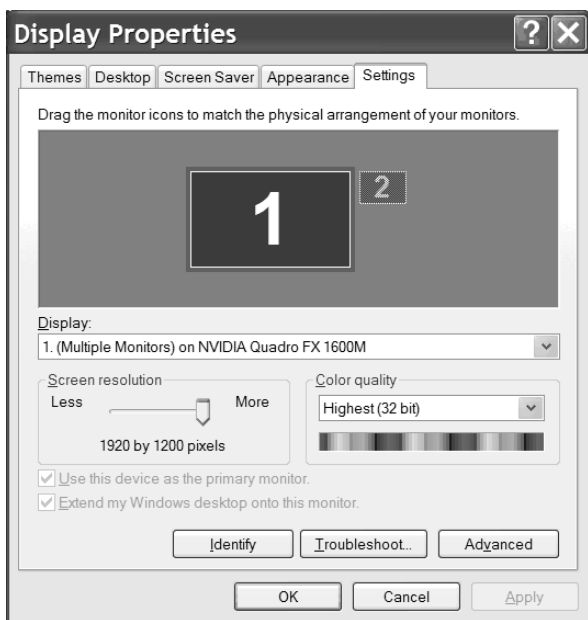 Display Properties
Themes Desktop Screen Saver Appearance Settings
Drag the monitor icons to match the physical arrangement of your monitors.
1 2
Display:
1. (Multiple Monitors) on NVIDIA Quadro FX 1600M
Screen resolution
Less More
1920 by 1200 pixels
Color quality
Highest (32 bit)
Use this device as the primary monitor.
Extend my Windows desktop onto this monitor.
Identify Troubleshoot... Advanced
OK Cancel Apply